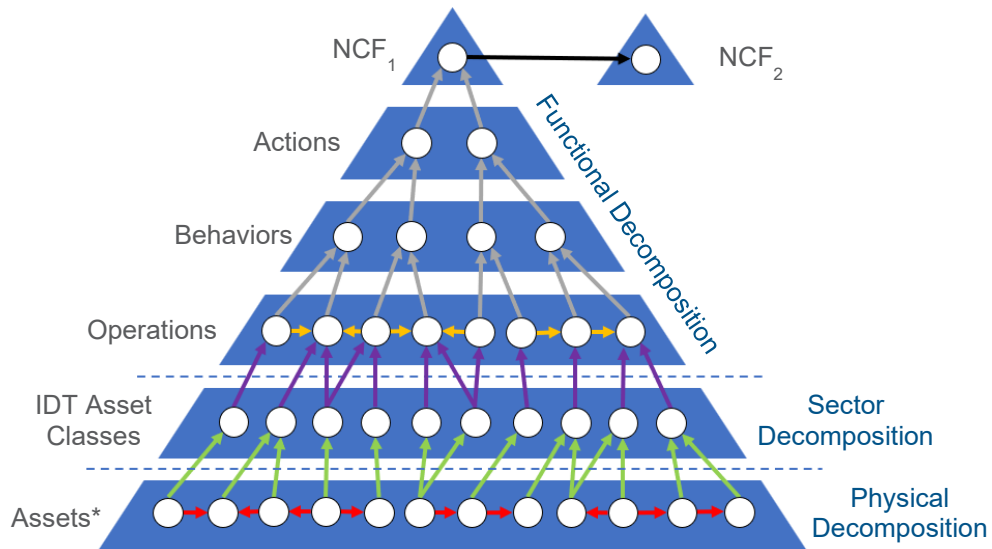 NCF1
NCF2
Functional Decomposition
Actions
Behaviors
Operations
IDT Asset
Classes
Sector
Decomposition
Assets*
Physical
Decomposition